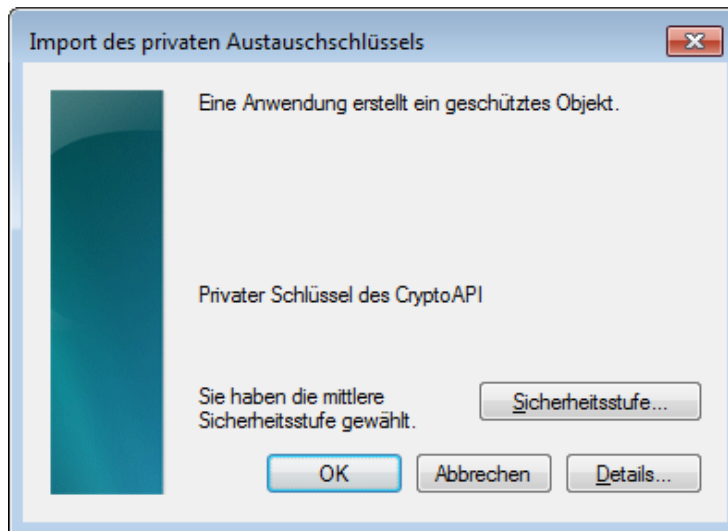 Import des privaten Austauschschlüssels
Eine Anwendung erstellt ein geschütztes Objekt.
Privater Schlüssel des CryptoAPI
Sie haben die mittlere
Sicherheitsstufe gewählt.
Sicherheitsstufe...
OK
Abbrechen
Details...